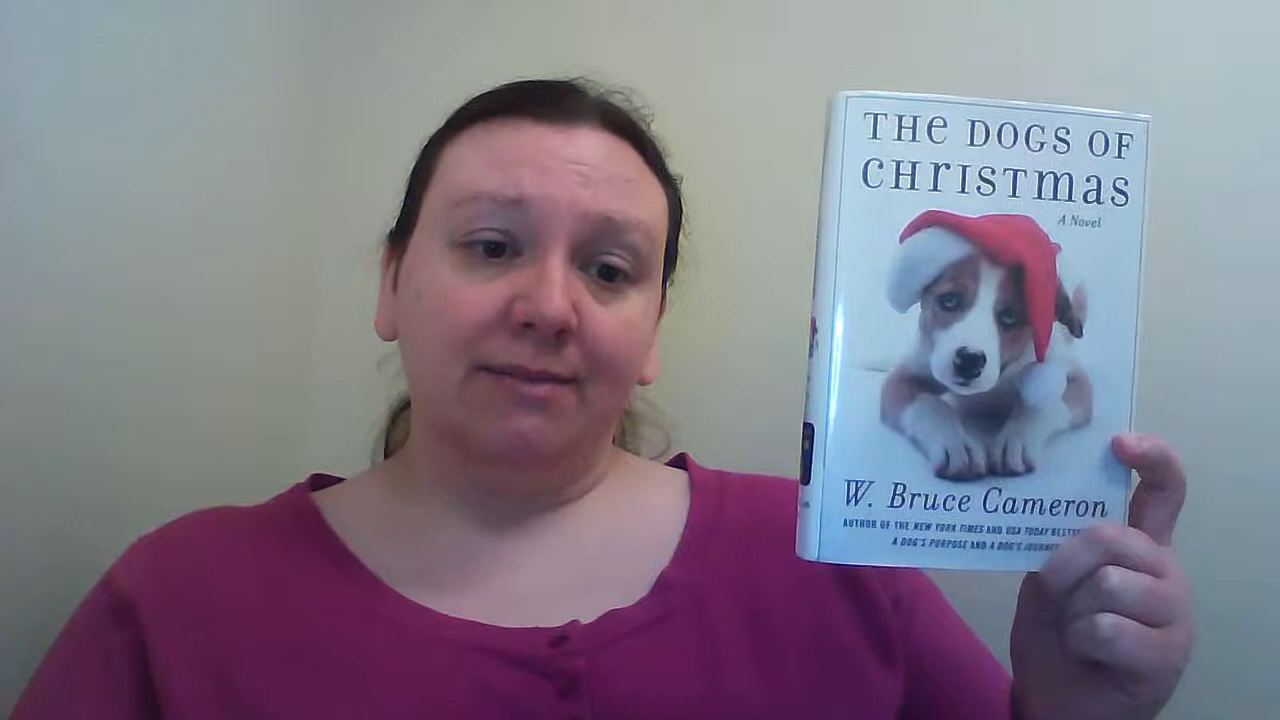 THe DOGS OF
CHrISTmas
A Novel
W. Bruce Cameron
AUTHOR OF THE NEW YORK TIMES AND USA TODAY
A DOG'S PURPOSE AND A DOG'S JOURNEY